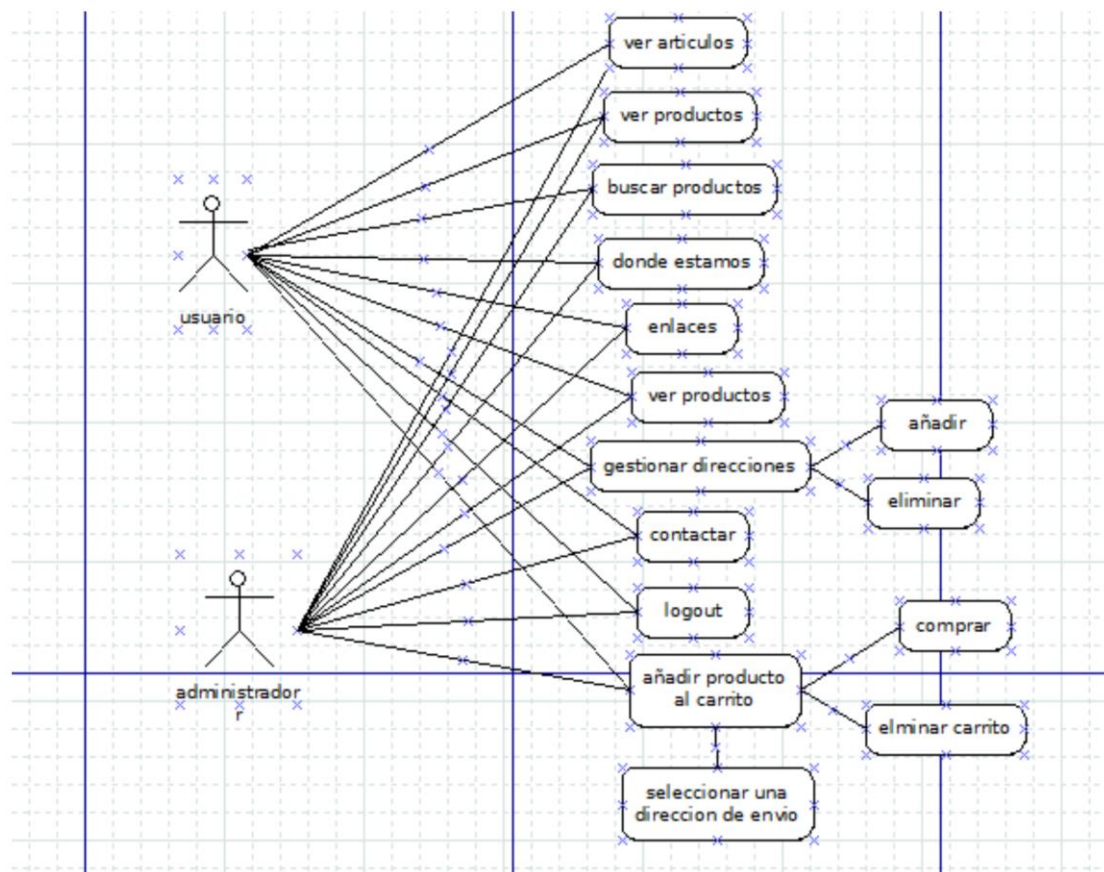 ver articulos
ver productos
buscar productos
donde estamos
usuario
enlaces
ver productos
añadir
gestionar direcciones
eliminar
contactar
logout
comprar
administrador
r
añadir producto
al carrito
elminar carrito
seleccionar una
direccion de envio